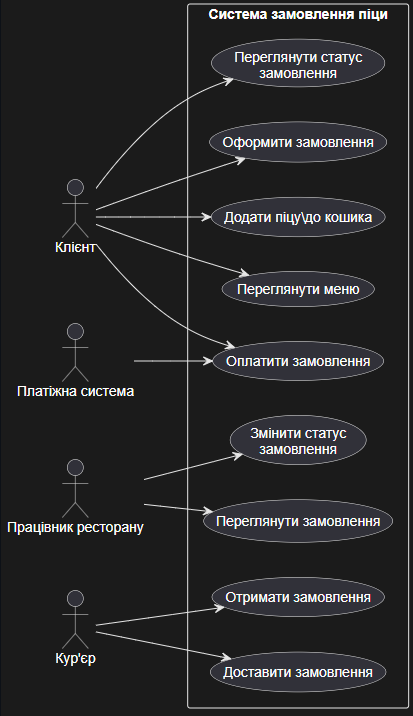 Система замовлення піци
Переглянути статус
замовлення
Оформити замовлення
Клієнт
Додати піцу\до кошика
Переглянути меню
Платіжна система
Оплатити замовлення
Змінити статус
замовлення
Працівник ресторану
Переглянути замовлення
Отримати замовлення
Кур'єр
Доставити замовлення